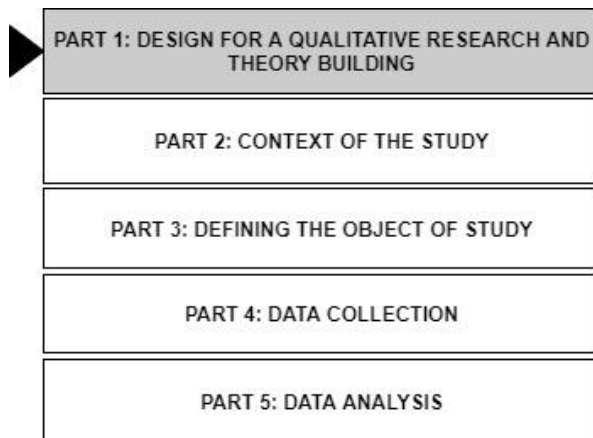 PART 1: DESIGN FOR A QUALITATIVE RESEARCH AND
THEORY BUILDING
PART 2: CONTEXT OF THE STUDY
PART 3: DEFINING THE OBJECT OF STUDY
PART 4: DATA COLLECTION
PART 5: DATA ANALYSIS